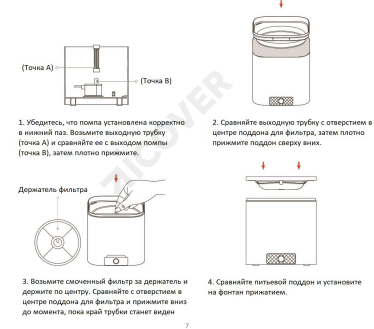 (Точка А)
(Точка В)
1. Убедитесь, что помпа установлена корректно
в нижний паз. Возьмите выходную трубку
(точка А) и сравняйте ее с выходом помпы
(точка В), затем плотно прижмите.
2. Сравняйте выходную трубку с отверстием в
центре поддона для фильтра, затем плотно
прижмите поддон сверху вниз.
Держатель фильтра
3. Возьмите смоченный фильтр за держатель и
держите по центру. Сравняйте с отверстием в
центре поддона для фильтра и прижмите вниз
до момента, пока край трубки станет виден
4. Сравняйте питьевой поддон и установите
на фонтан прижатием.
ZICOVER
7